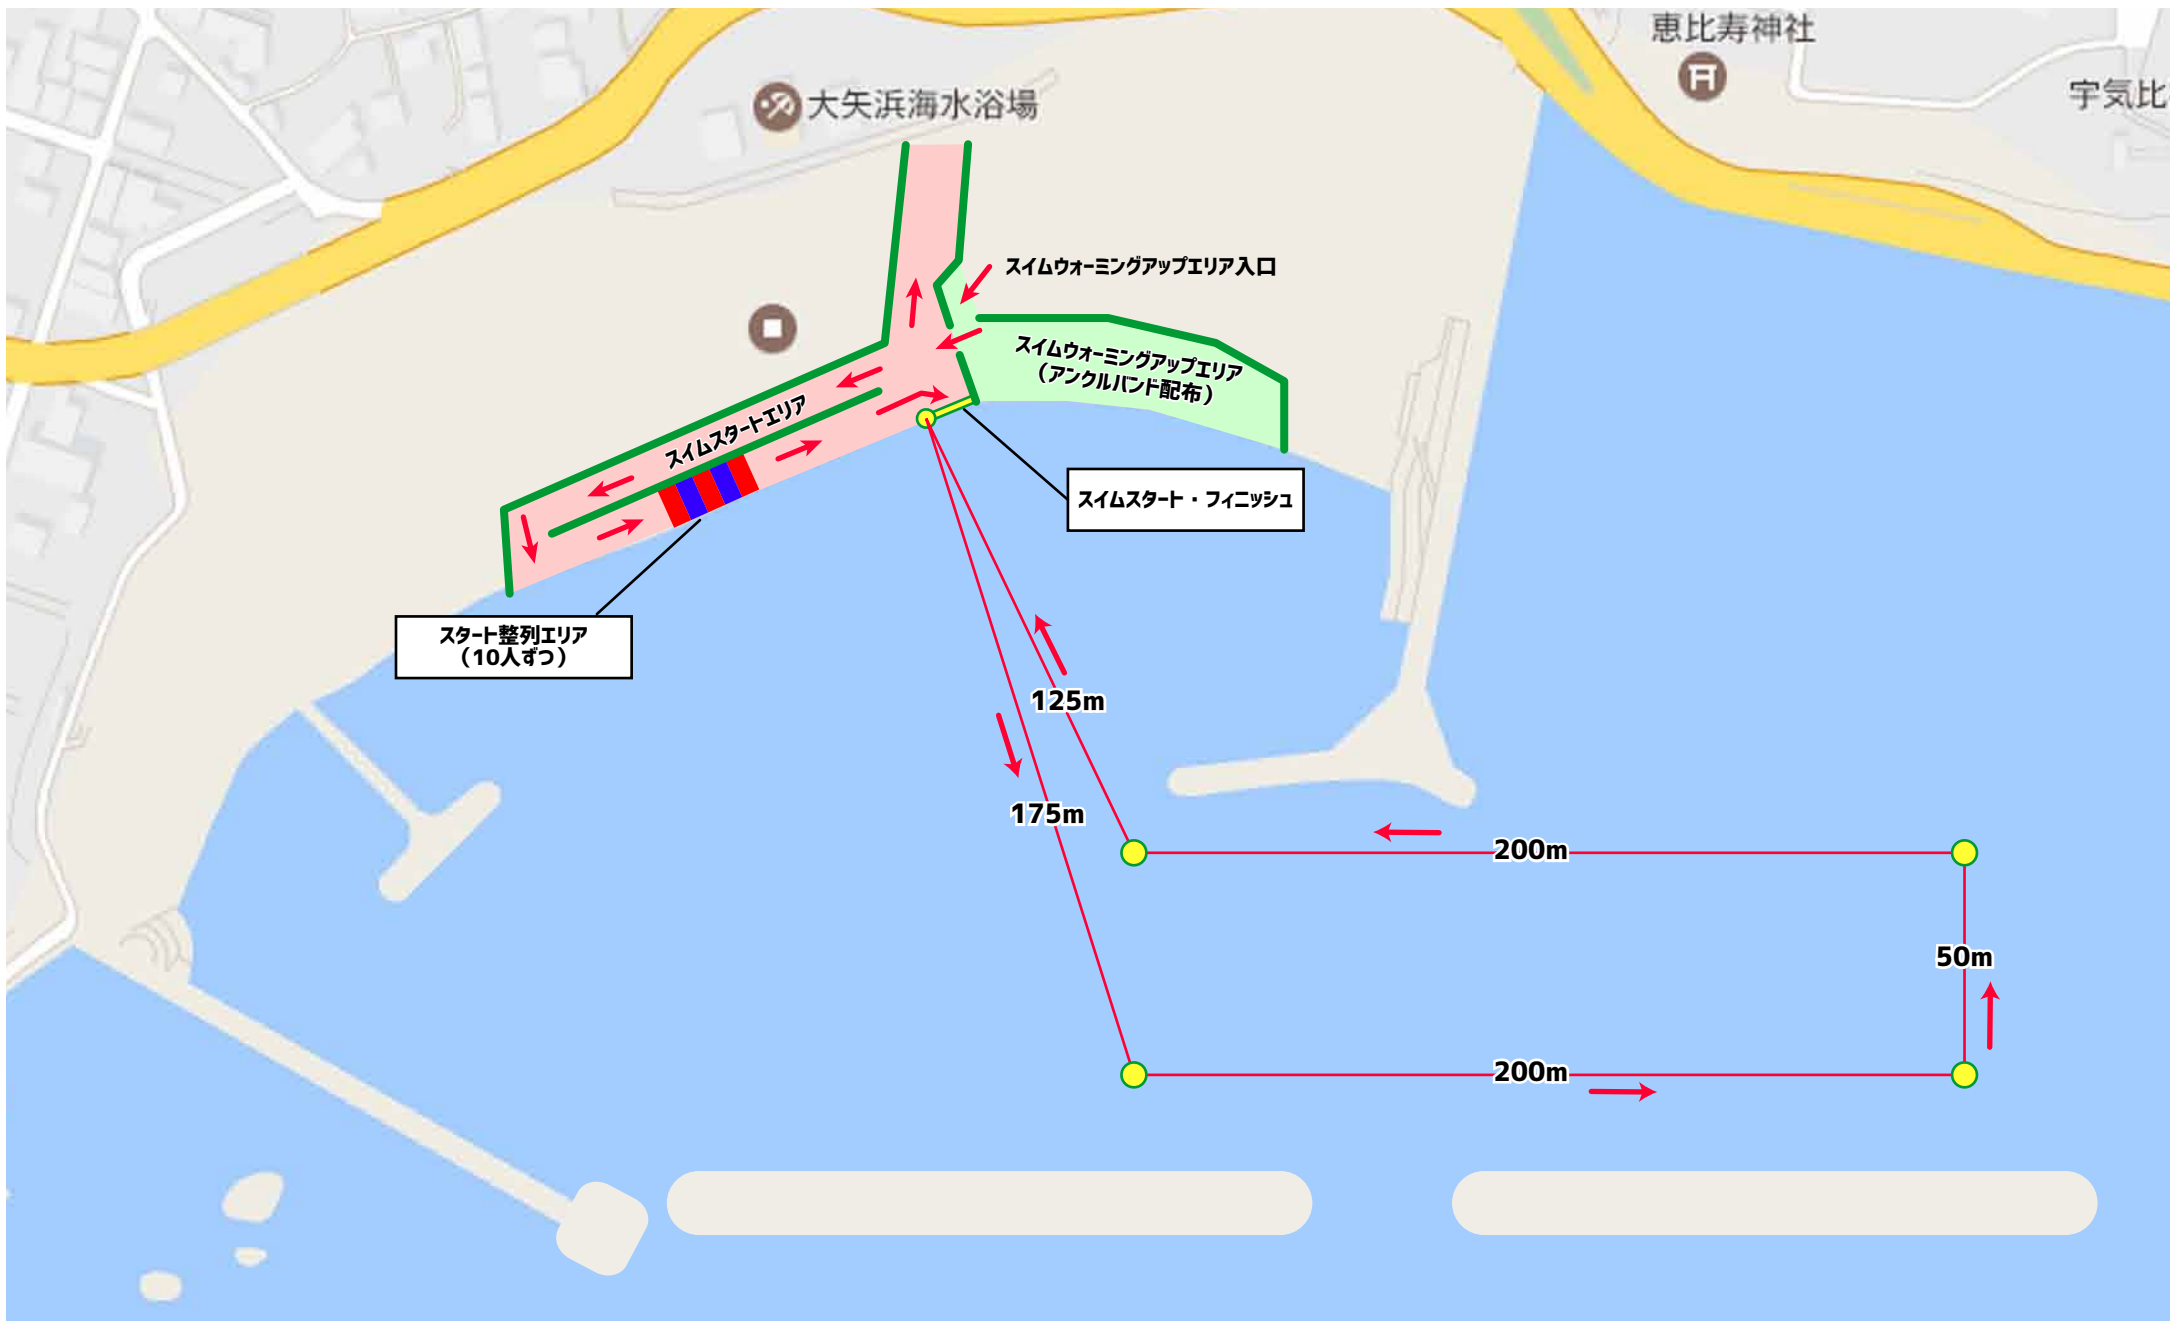 恵比寿神社
宇気比
大矢浜海水浴場
スイムウォーミングアップエリア入口
スイムウォーミングアップエリア
（アンクルバンド配布）
スイムスタートエリア
スイムスタート・フィニッシュ
スタート整列エリア
（10人ずつ）
125m
175m
200m
50m
200m